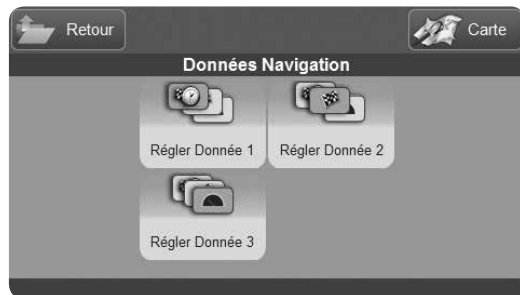 Retour
Carte
Données Navigation
Régler Donnée 1
Régler Donnée 2
Régler Donnée 3